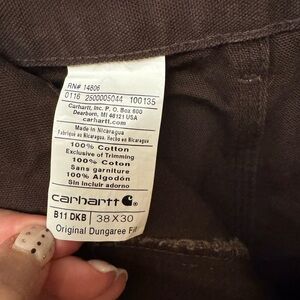 RN# 14806
0116 2500005044 100135
Carhartt, Inc. P.O. Box 600
Dearborn, MI 48121 USA
carhartt.com
Made in Nicaragua
Fabriqué au Nicaragua. Hecho en Nicaragua
100% Cotton
Exclusive of Trimming
100% Coton
Sans garniture
100% Algodón
Sin incluir adorno
carhartt
B11 DKB 38X30
Original Dungaree Fit